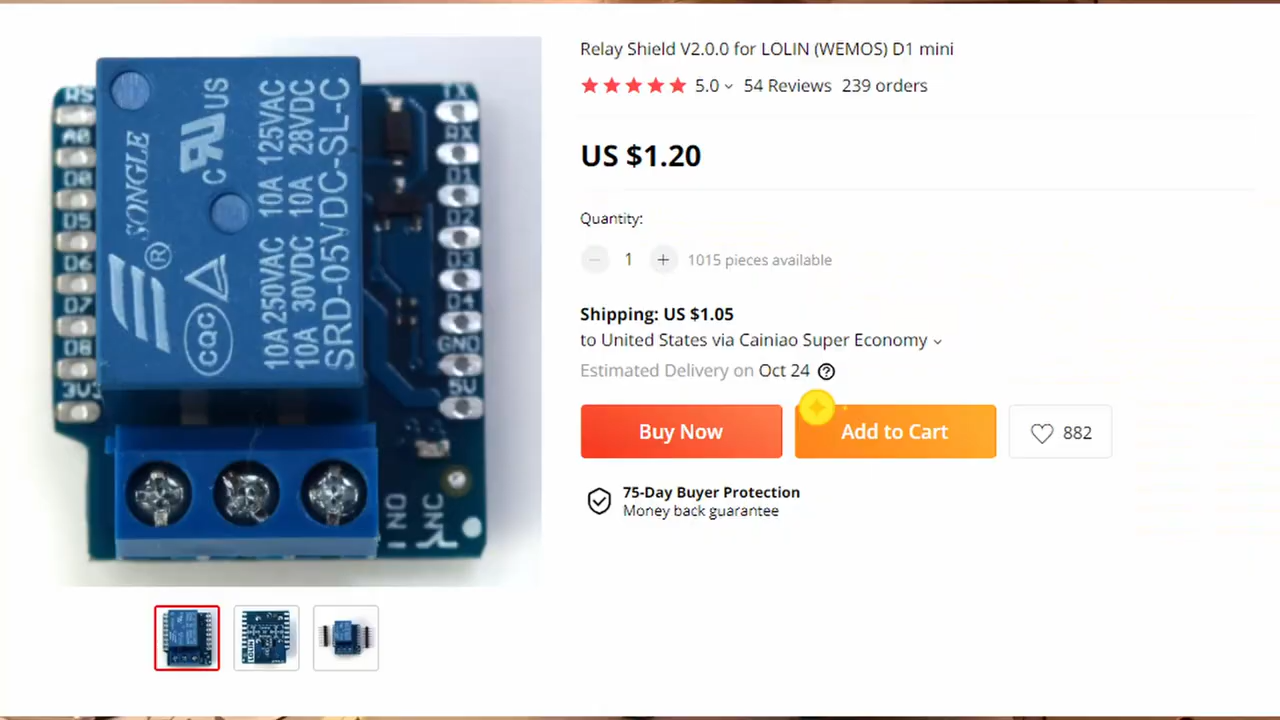 Relay Shield V2.0.0 for LOLIN (WEMOS) D1 mini
5.0
54 Reviews
239 orders
US $1.20
Quantity:
1
1015 pieces available
Shipping: US $1.05
to United States via Cainiao Super Economy
Estimated Delivery on Oct 24
Buy Now
Add to Cart
882
75-Day Buyer Protection
Money back guarantee
RS
A0
D0
D5
D6
D7
D8
3V3
SONGLE
®
C US
CQC
10A 250VAC 10A 125VAC
10A 30VDC 10A 28VDC
SRD-05VDC-SL-C
TX
RX
D1
D2
D3
D4
GND
5V
NO
NC
LOLIN